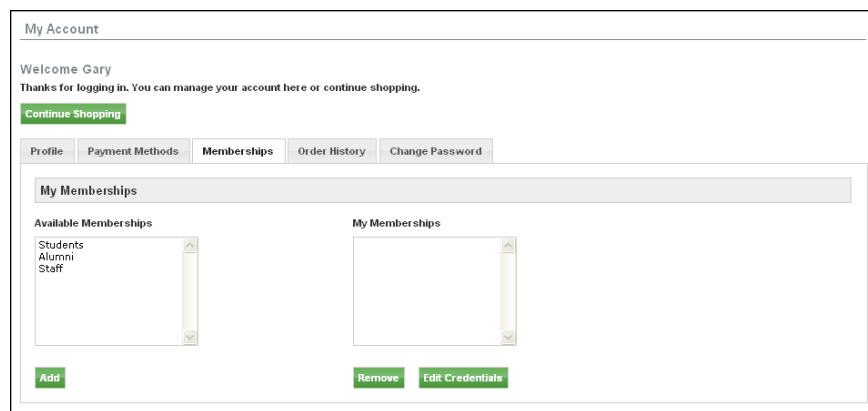 My Account
Welcome Gary
Thanks for logging in. You can manage your account here or continue shopping.
Continue Shopping
Profile Payment Methods Memberships Order History Change Password
My Memberships
Available Memberships My Memberships
Students
Alumni
Staff
Add Remove Edit Credentials